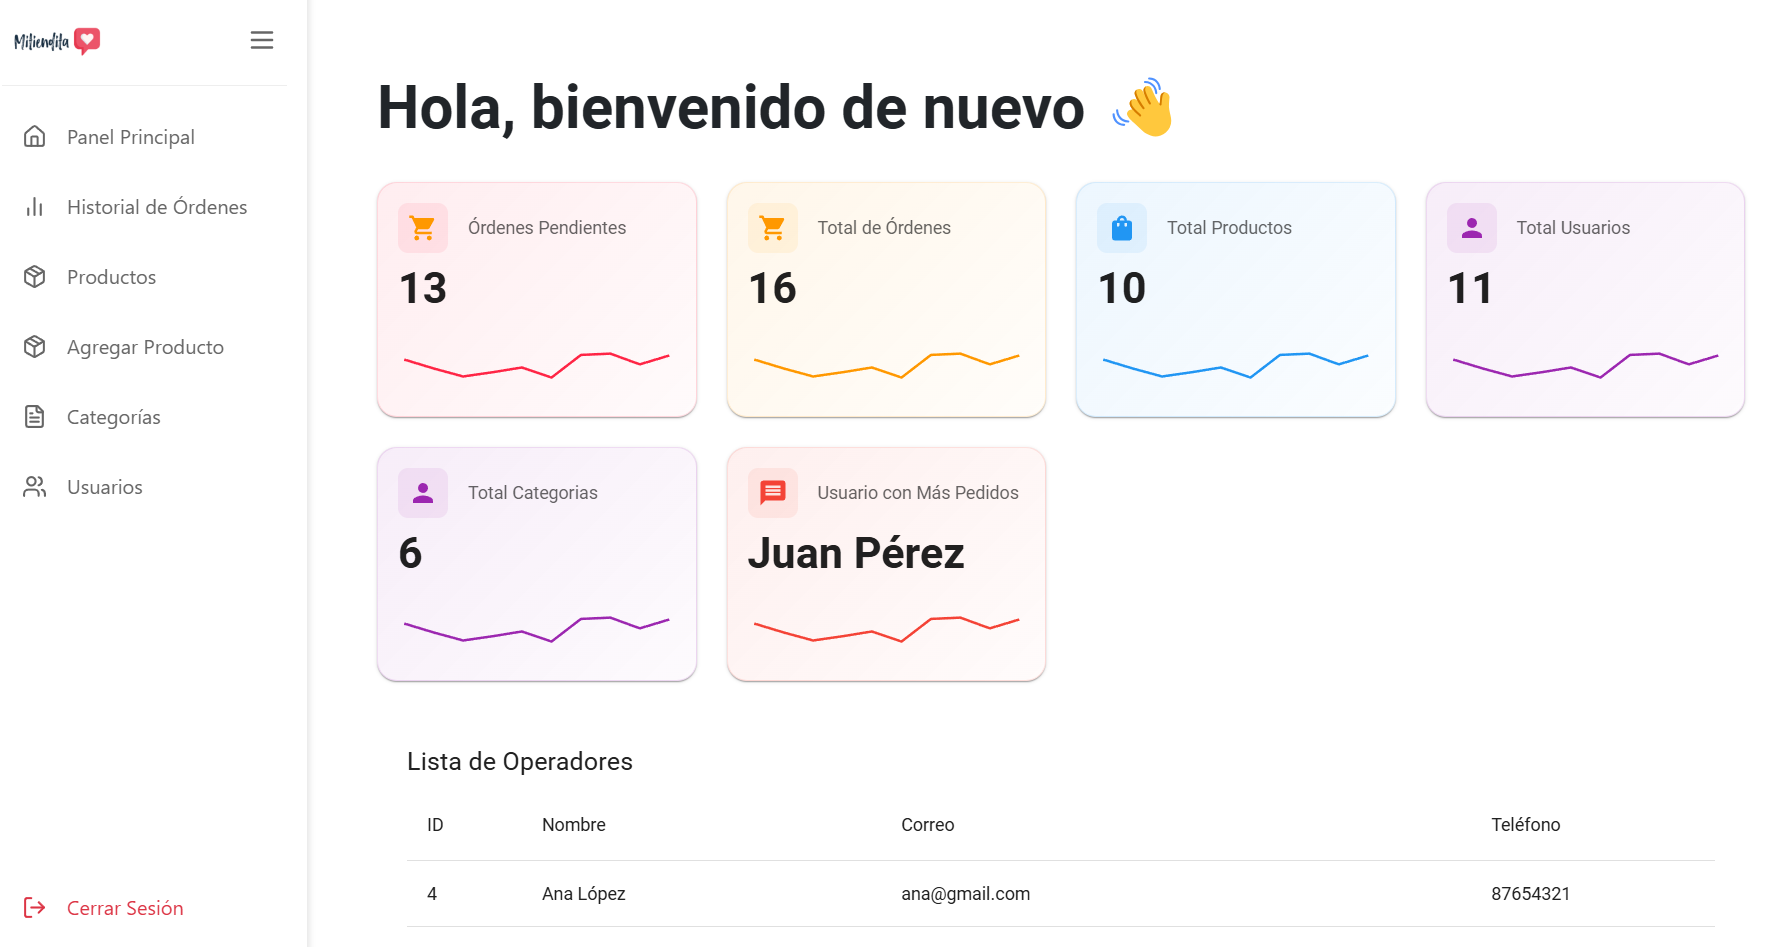 Mitiendita
Panel Principal
Historial de Órdenes
Productos
Agregar Producto
Categorías
Usuarios
Cerrar Sesión
Hola, bienvenido de nuevo 👋
Órdenes Pendientes
13
Total de Órdenes
16
Total Productos
10
Total Usuarios
11
Total Categorias
6
Usuario con Más Pedidos
Juan Pérez
Lista de Operadores
ID Nombre Correo Teléfono
4 Ana López ana@gmail.com 87654321